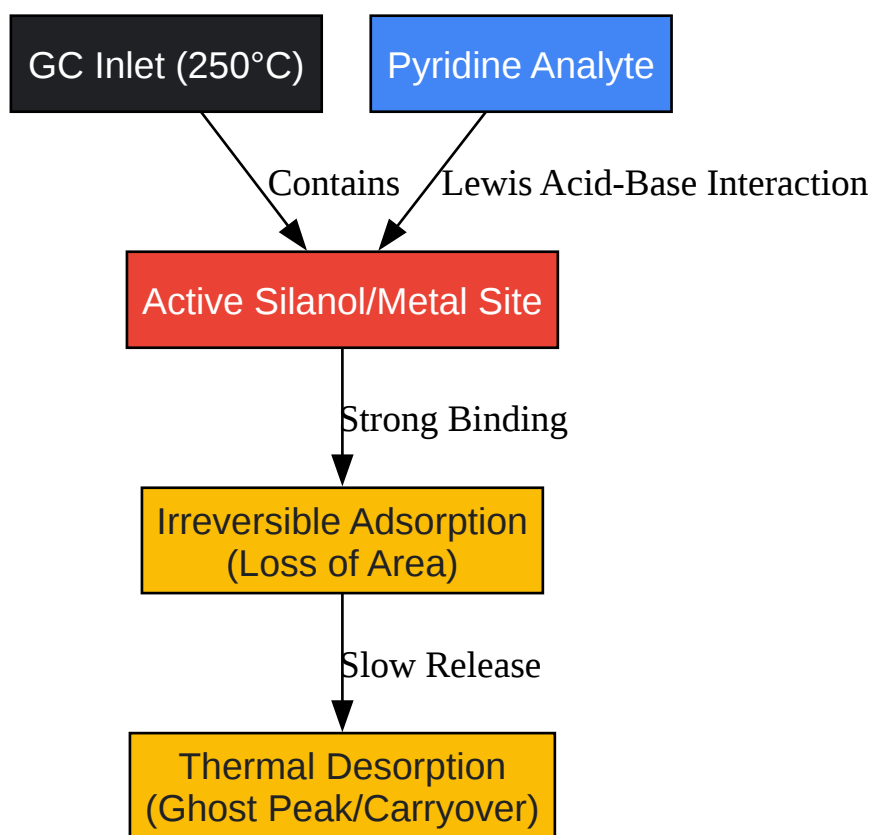 GC Inlet (250°C)
Pyridine Analyte
Contains
Lewis Acid-Base Interaction
Active Silanol/Metal Site
Strong Binding
Irreversible Adsorption
(Loss of Area)
Slow Release
Thermal Desorption
(Ghost Peak/Carryover)